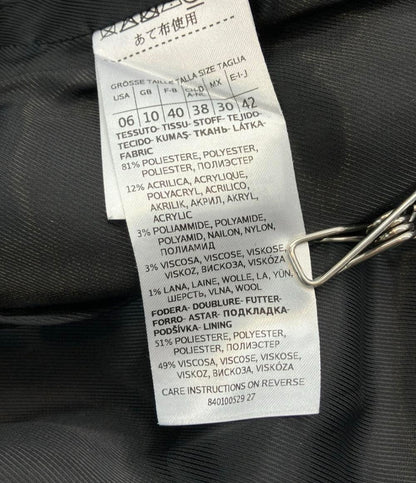 あて布使用
GRÖSSE TAILLE TALLA SIZE TAGLIA
USA GB F-B CH-D MX E-I-J
06 10 40 38 30 42
TESSUTO- TISSU- STOFF- TEJIDO-
TECIDO- KUMAŞ- ТКАНЬ- LÁTKA-
FABRIC
81% POLIESTERE, POLYESTER,
POLYESTER, ПОЛИЭСТЕР
12% ACRILICA, ACRYLIQUE,
POLYACRYL, ACRILICO,
AKRILIK, АКРИЛ, AKRYL,
ACRYLIC
3% POLIAMMIDE, POLYAMIDE,
POLYAMID, NAILON, NYLON,
ПОЛИАМИД
3% VISCOSA, VISCOSE, VISKOSE,
VISKOZ, ВИСКОЗА, VISKÓZA
1% LANA, LAINE, WOLLE, LÃ, YÜN,
ШЕРСТЬ, VLNA, WOOL
FODERA- DOUBLURE- FUTTER-
FORRO- ASTAR- ПОДКЛАДКА-
PODŠÍVKA- LINING
51% POLIESTERE, POLYESTER,
POLYESTER, ПОЛИЭСТЕР
49% VISCOSA, VISCOSE, VISKOSE,
VISKOZ, ВИСКОЗА, VISKÓZA
CARE INSTRUCTIONS ON REVERSE
840100529 27